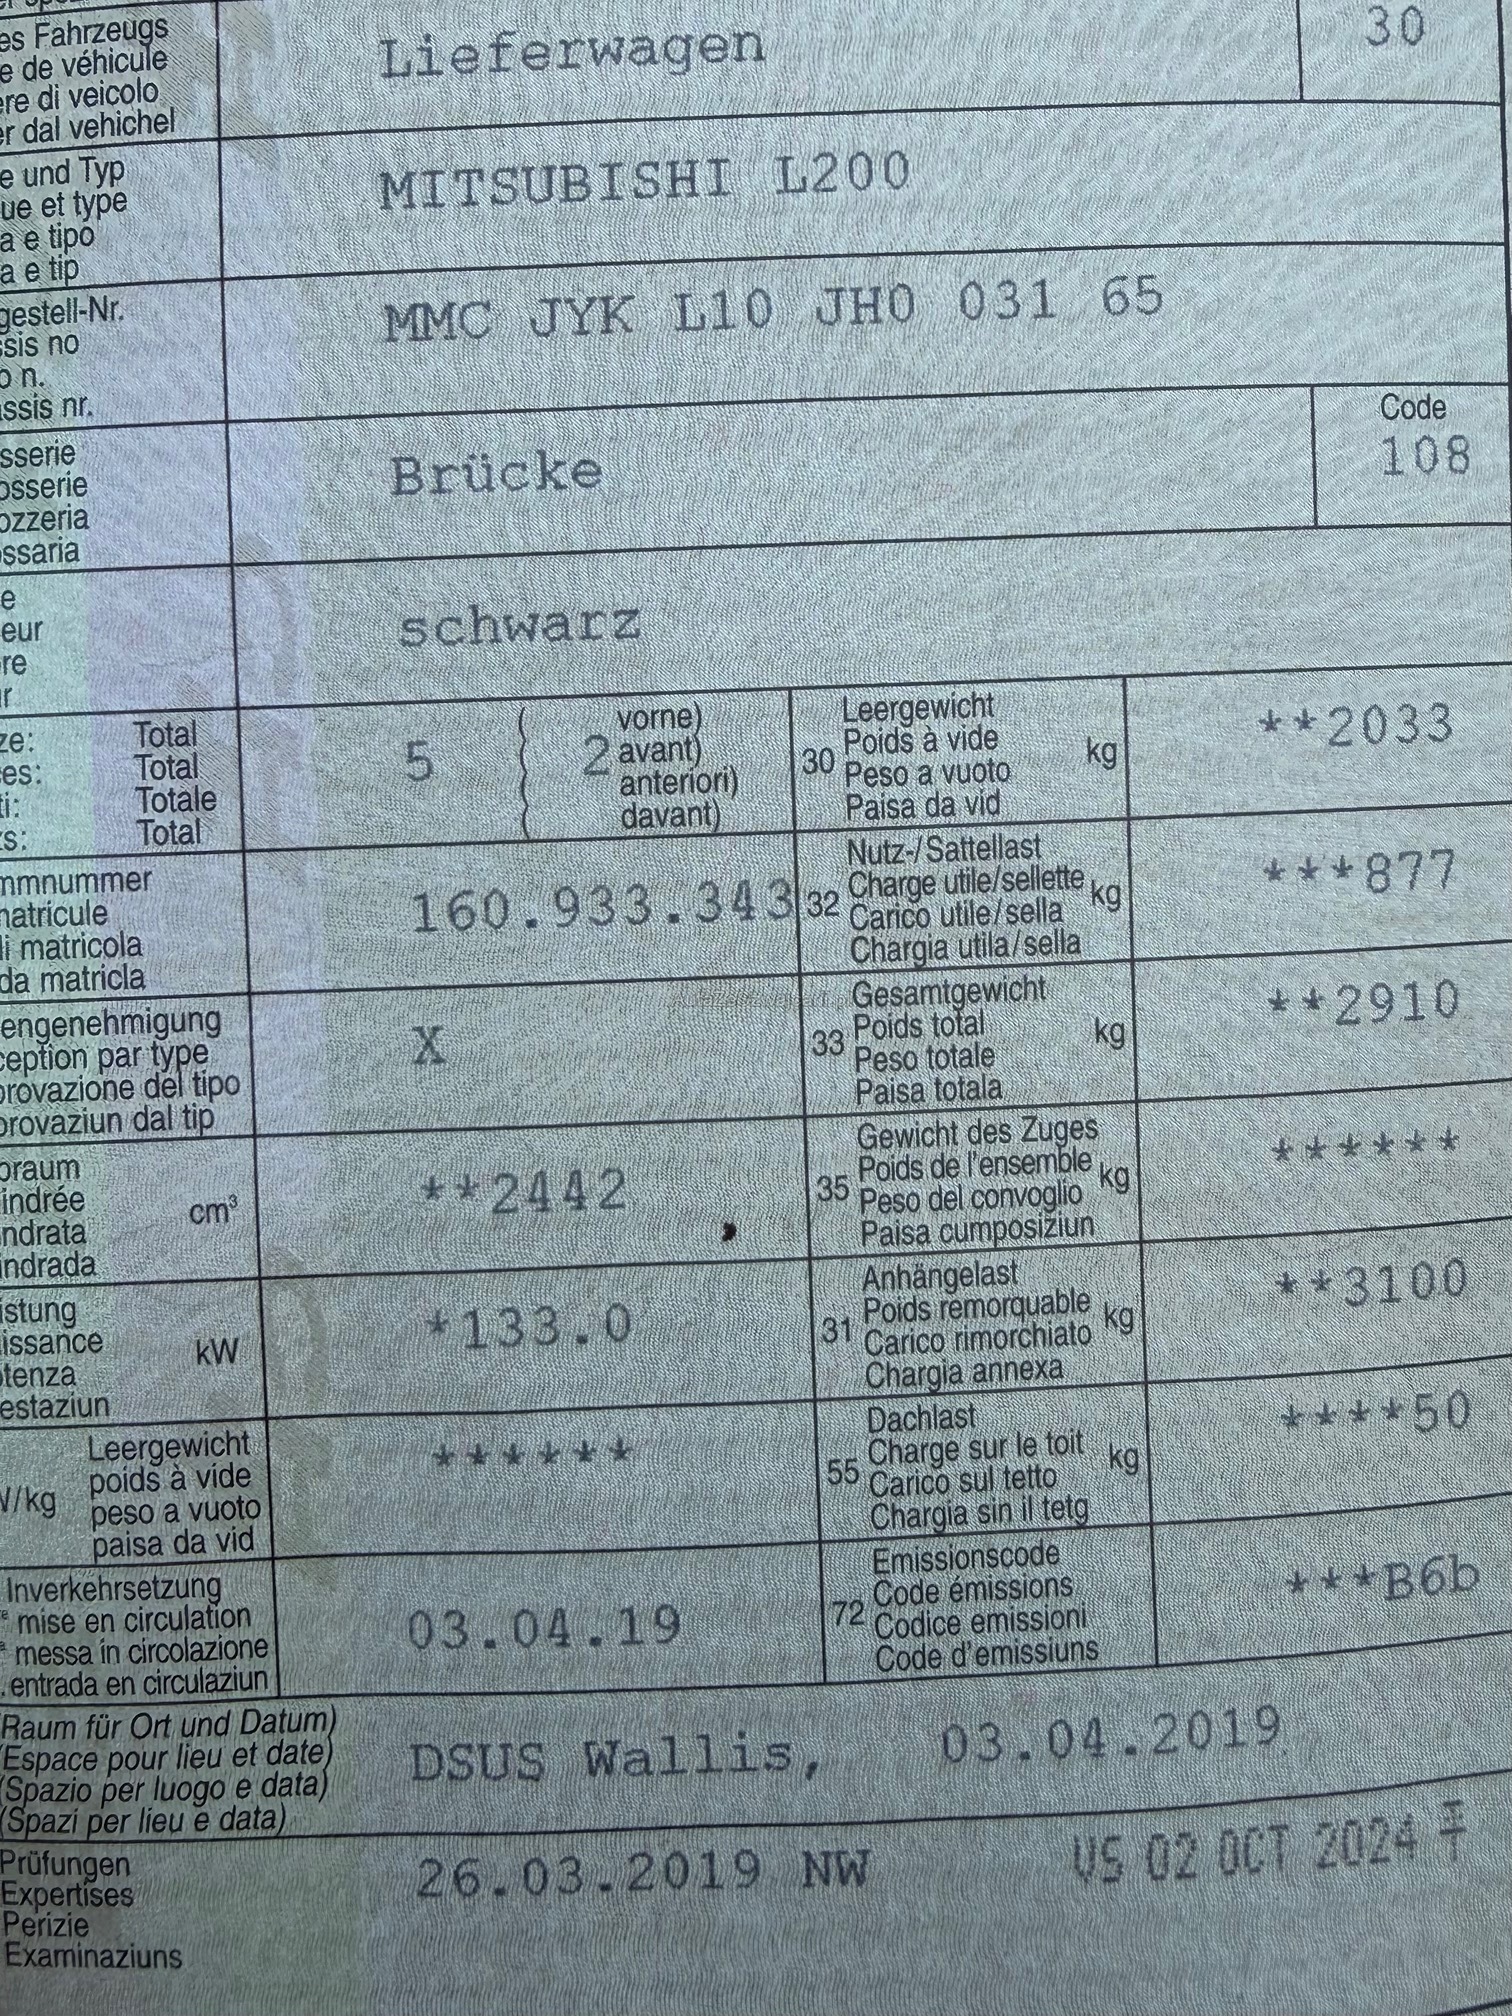 es Fahrzeugs
e de véhicule
ere di veicolo
er dal vehichel
Lieferwagen
30
e und Typ
ue et type
a e tipo
a e tip
MITSUBISHI L200
gestell-Nr.
ssis no
o n.
assis nr.
MMC JYK L10 JH0 031 65
sserie
osserie
ozzeria
ossaria
Brücke
Code
108
e
eur
re
r
schwarz
ze: Total
es: Total
ti: Totale
s: Total
5
2
vorne)
avant)
anteriori)
davant)
30
Leergewicht
Poids à vide
Peso a vuoto
Paisa da vid
kg
**2033
mmnummer
matricule
di matricola
da matricla
160.933.343
32
Nutz-/Sattellast
Charge utile/sellette
Carico utile/sella
Chargia utila/sella
kg
***877
engenehmigung
ception par type
provazione del tipo
provaziun dal tip
X
33
Gesamtgewicht
Poids total
Peso totale
Paisa totala
kg
**2910
oraum
indrée
indrata
indrada
cm³
**2442
35
Gewicht des Zuges
Poids de l'ensemble
Peso del convoglio
Paisa cumposiziun
kg
******
istung
issance
otenza
estaziun
kW
*133.0
31
Anhängelast
Poids remorquable
Carico rimorchiato
Chargia annexa
kg
**3100
W/kg
Leergewicht
poids à vide
peso a vuoto
paisa da vid
******
55
Dachlast
Charge sur le toit
Carico sul tetto
Chargia sin il tetg
kg
****50
Inverkehrsetzung
mise en circulation
messa in circolazione
. entrada en circulaziun
03.04.19
72
Emissionscode
Code émissions
Codice emissioni
Code d'emissiuns
***B6b
(Raum für Ort und Datum)
(Espace pour lieu et date)
(Spazio per luogo e data)
(Spazi per lieu e data)
DSUS Wallis, 03.04.2019
Prüfungen
Expertises
Perizie
Examinaziuns
26.03.2019 NW
VS 02 OCT 2024